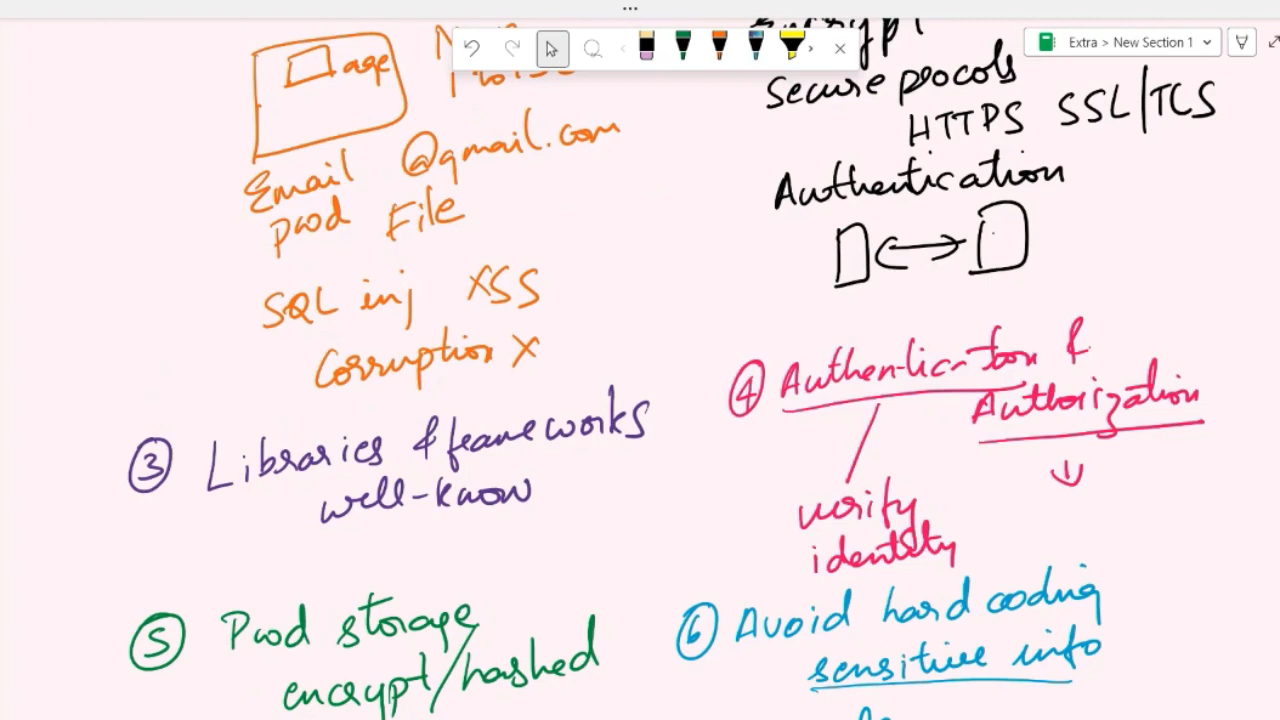 Extra > New Section 1
age
Email @gmail.com
pwd File
SQL inj XSS
Corruption X
Encrypt
Secure procols
HTTPS SSL/TCS
Authentication
③ Libraries & frameworks
well-know
④ Authentication &
Authorization
verify
identity
⑤ Pwd storage
encrypt/hashed
⑥ Avoid hard coding
sensitive info